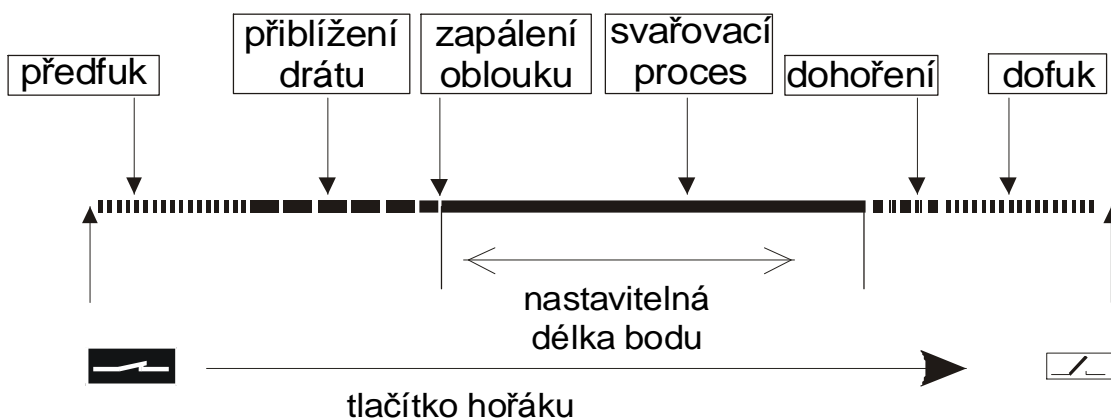 předfuk
přiblížení
drátu
zapálení
oblouku
svařovací
proces
dohoření
dofuk
nastavitelná
délka bodu
tlačítko hořáku